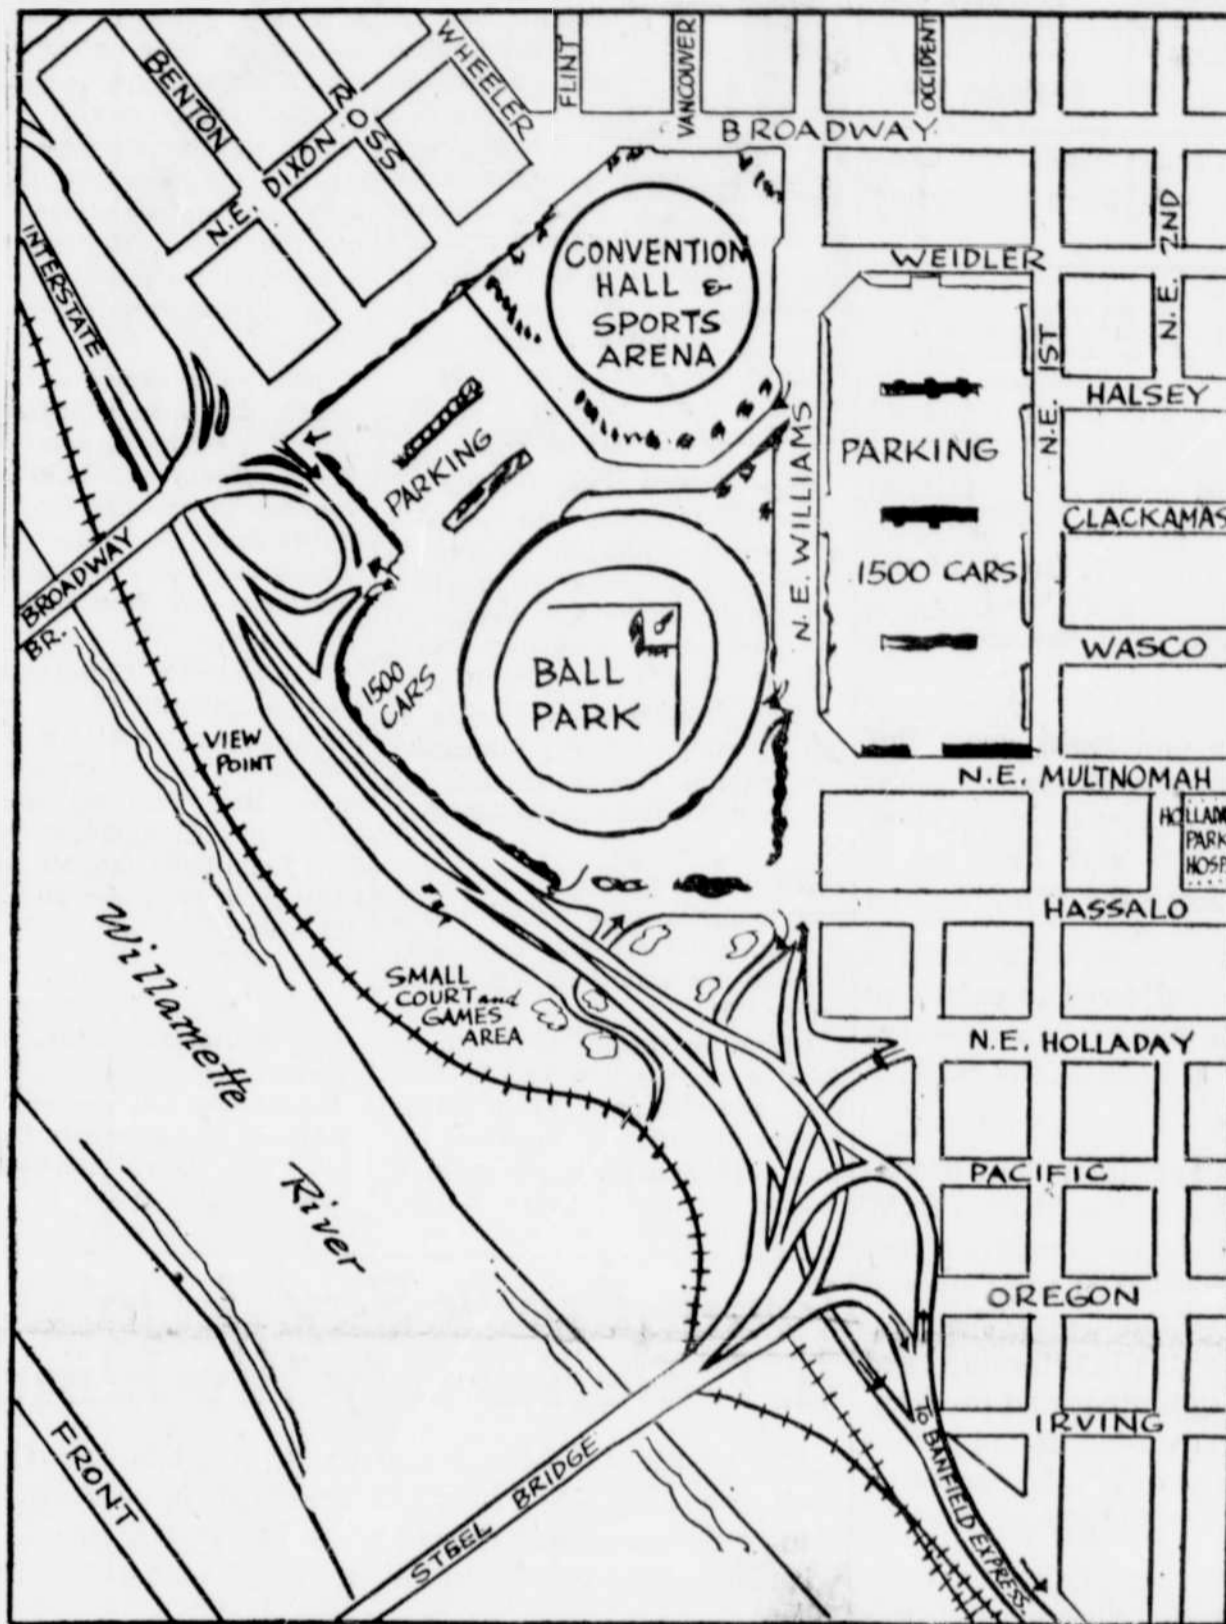 BENTON
ROSS
WHEELER
FLINT
VANCOUVER
OCCIDENT
N.E. DIXON
BROADWAY
N.E. 2ND
INTERSTATE
CONVENTION
HALL &
SPORTS
ARENA
WEIDLER
N.E. 1ST
HALSEY
PARKING
PARKING
N.E. WILLIAMS
CLACKAMAS
BROADWAY
BR.
1500 CARS
WASCO
1500
CARS
BALL
PARK
VIEW
POINT
N.E. MULTNOMAH
PARK
HASSALO
Willamette
River
SMALL
COURT and
GAMES
AREA
N.E. HOLLADAY
PACIFIC
OREGON
IRVING
FRONT
STEEL BRIDGE
TO BANFIELD EXPRESS.